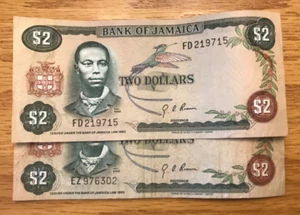 $2 BANK OF JAMAICA $2
FD219715
TWO DOLLARS
FD219715
$2 $2
EZ976302
$2 $2